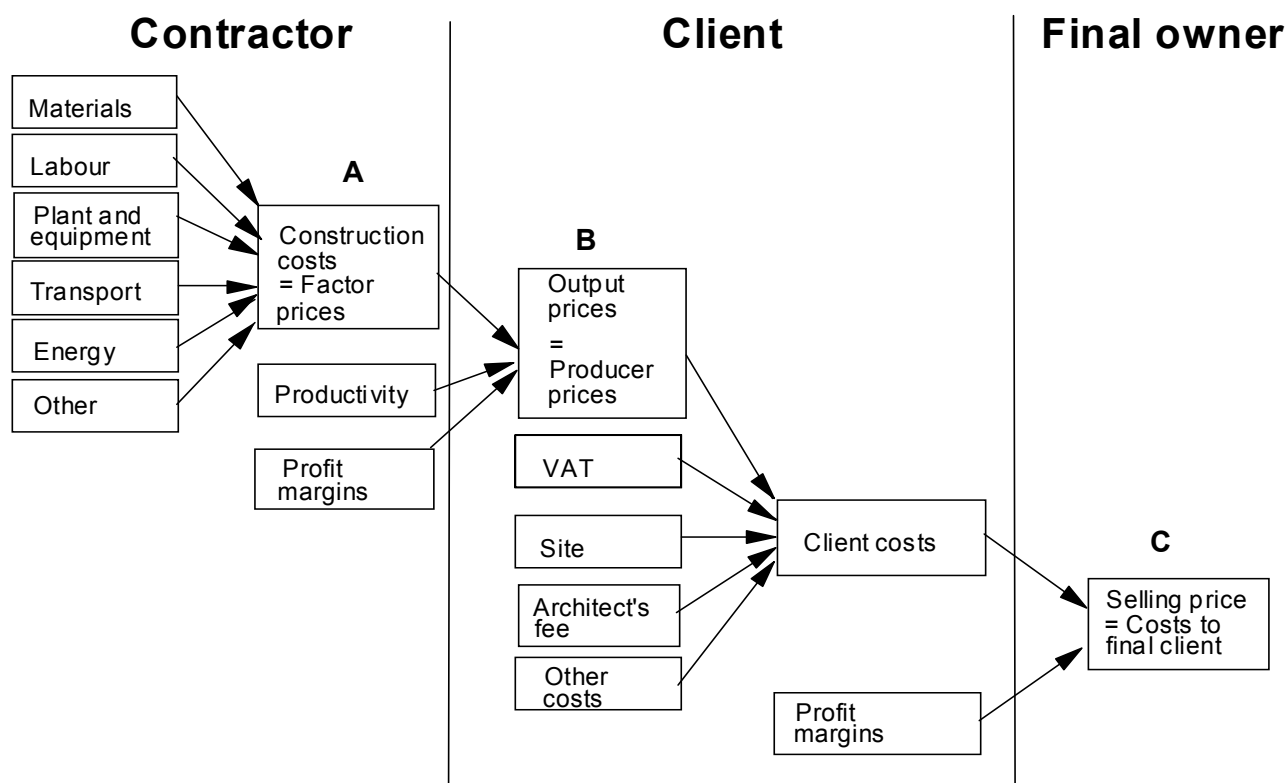 Contractor
Client
Final owner
Materials
Labour
Plant and
equipment
Transport
Energy
Other
A
Construction
costs
= Factor
prices
Productivity
Profit
margins
B
Output
prices
=
Producer
prices
VAT
Site
Architect's
fee
Other
costs
Client costs
Profit
margins
C
Selling price
= Costs to
final client